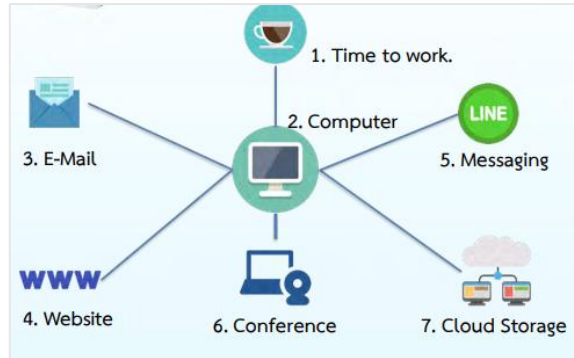 1. Time to work.
2. Computer
LINE
3. E-Mail
5. Messaging
www
4. Website
6. Conference
7. Cloud Storage